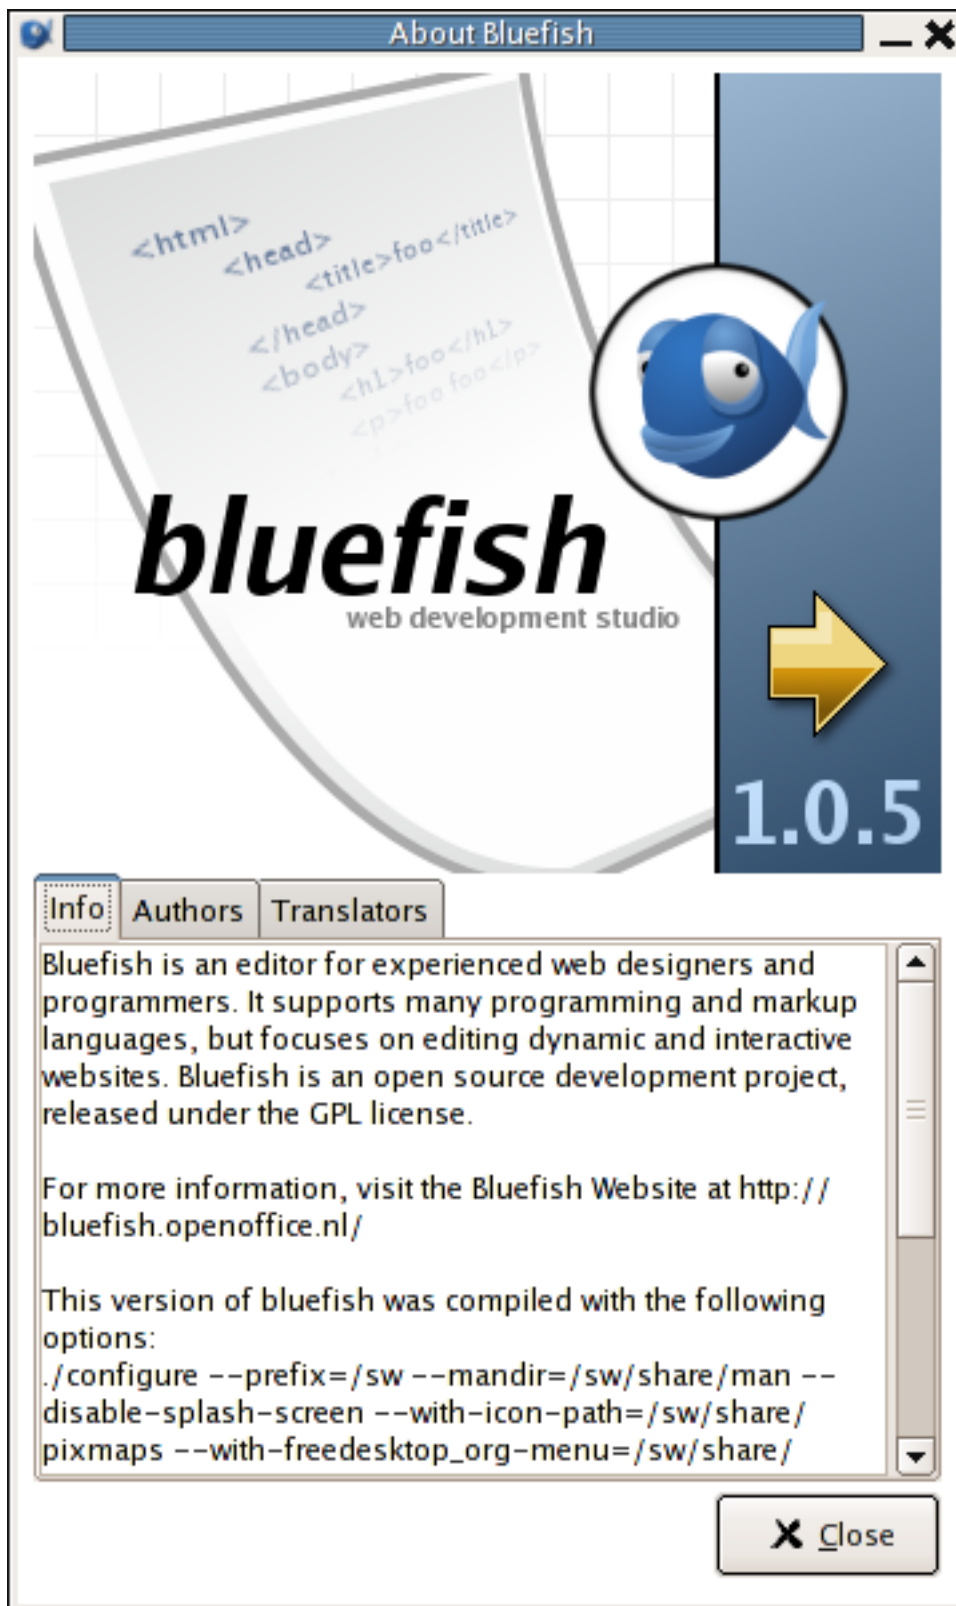 About Bluefish
<html>
<head>
<title>foo</title>
</head>
<body>
<h1>foo</h1>
<p>foo foo</p>
bluefish
web development studio
1.0.5
Info Authors Translators
Bluefish is an editor for experienced web designers and
programmers. It supports many programming and markup
languages, but focuses on editing dynamic and interactive
websites. Bluefish is an open source development project,
released under the GPL license.
For more information, visit the Bluefish Website at http://
bluefish.openoffice.nl/
This version of bluefish was compiled with the following
options:
./configure --prefix=/sw --mandir=/sw/share/man --
disable-splash-screen --with-icon-path=/sw/share/
pixmaps --with-freedesktop_org-menu=/sw/share/
Close